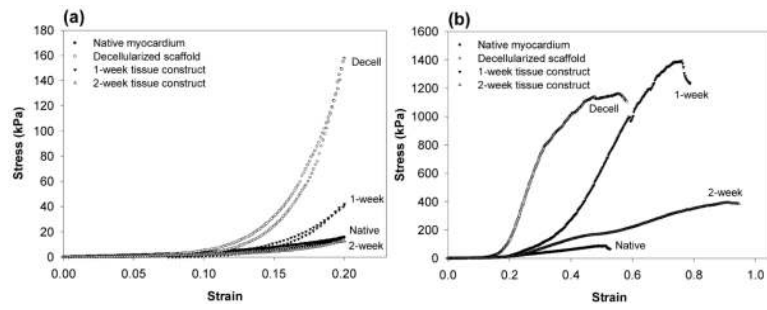 (a)
Native myocardium
Decellularized scaffold
1-week tissue construct
2-week tissue construct
Stress (kPa)
180
160
140
120
100
80
60
40
20
0
0.00 0.05 0.10 0.15 0.20
Strain
Decell
1-week
Native
2-week
(b)
Native myocardium
Decellularized scaffold
1-week tissue construct
2-week tissue construct
Stress (kPa)
1600
1400
1200
1000
800
600
400
200
0
0.0 0.2 0.4 0.6 0.8 1.0
Strain
Decell
1-week
2-week
Native